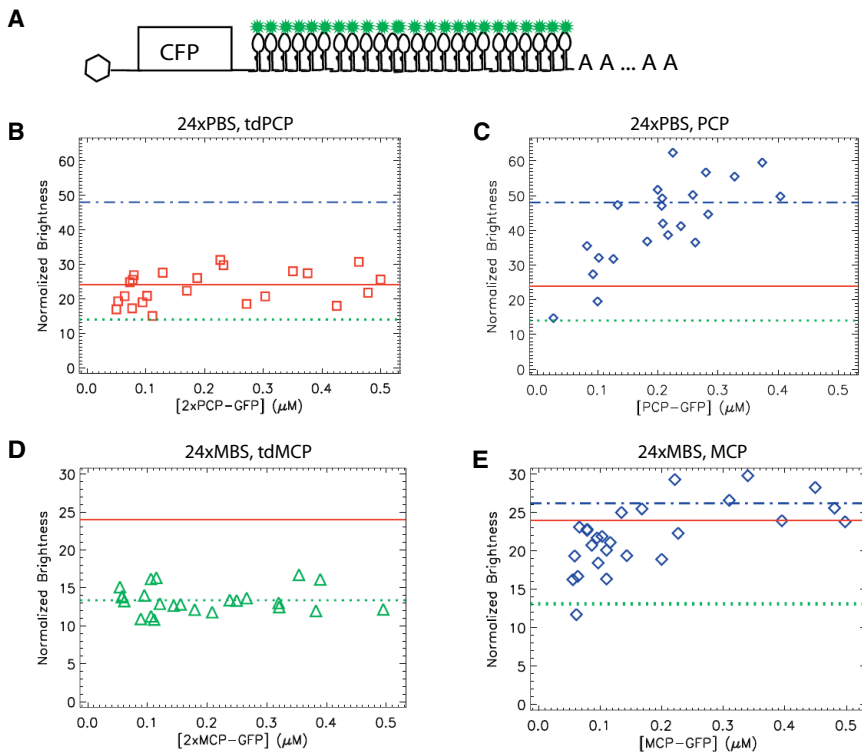 A
CFP
A A ... A A
B
24xPBS, tdPCP
Normalized Brightness
60
50
40
30
20
10
0
0.0 0.1 0.2 0.3 0.4 0.5
[2xPCP-GFP] (μM)
C
24xPBS, PCP
Normalized Brightness
60
50
40
30
20
10
0
0.0 0.1 0.2 0.3 0.4 0.5
[PCP-GFP] (μM)
D
24xMBS, tdMCP
Normalized Brightness
30
25
20
15
10
5
0
0.0 0.1 0.2 0.3 0.4 0.5
[2xMCP-GFP] (μM)
E
24xMBS, MCP
Normalized Brightness
30
25
20
15
10
5
0
0.0 0.1 0.2 0.3 0.4 0.5
[MCP-GFP] (μM)